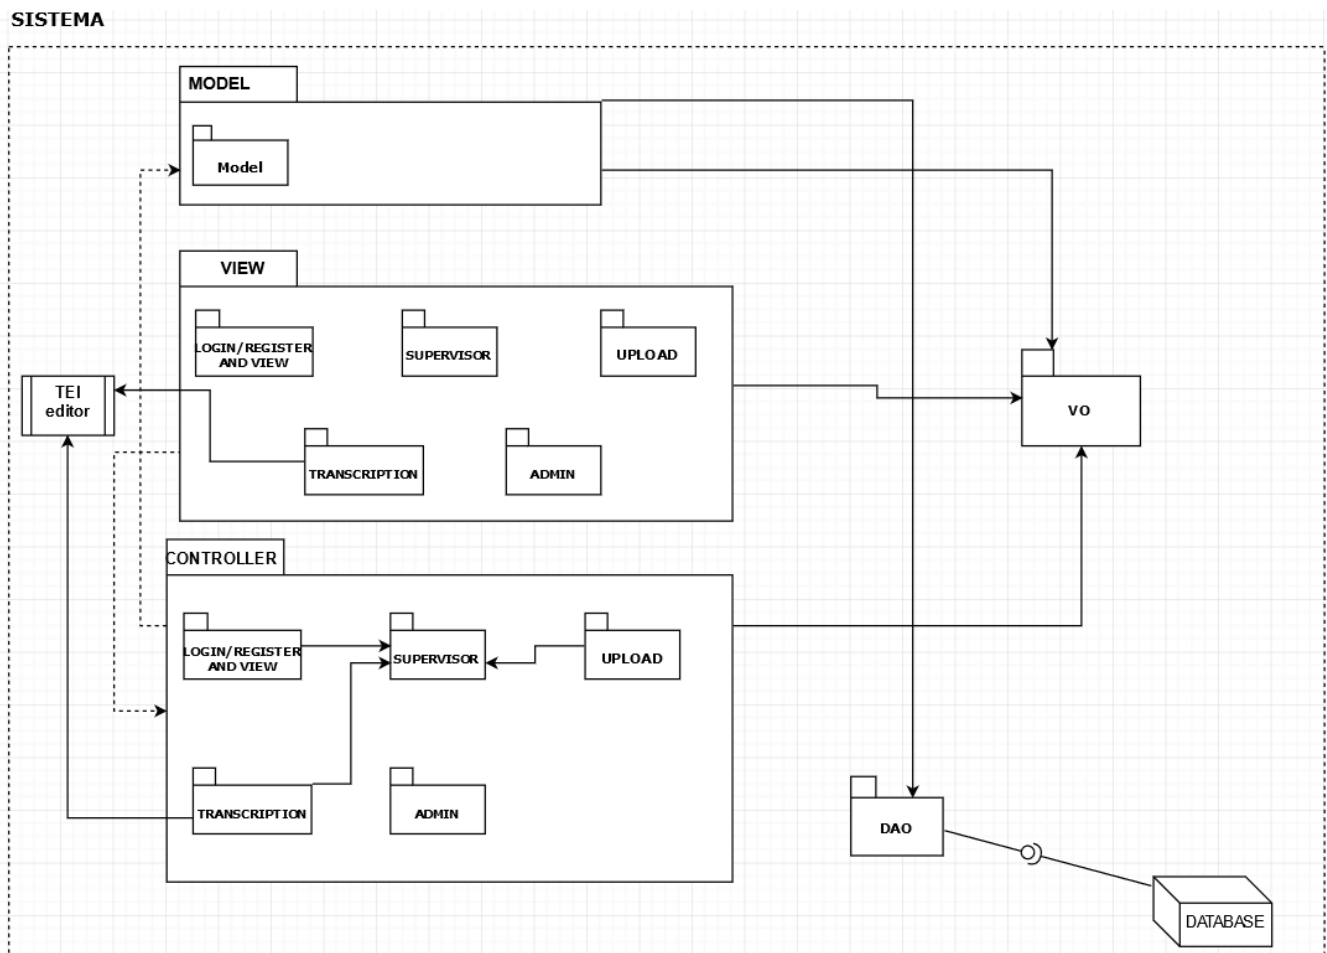 SISTEMA
MODEL
Model
VIEW
LOGIN/REGISTER
AND VIEW
SUPERVISOR
UPLOAD
TEI
editor
VO
TRANSCRIPTION
ADMIN
CONTROLLER
LOGIN/REGISTER
AND VIEW
SUPERVISOR
UPLOAD
TRANSCRIPTION
ADMIN
DAO
DATABASE